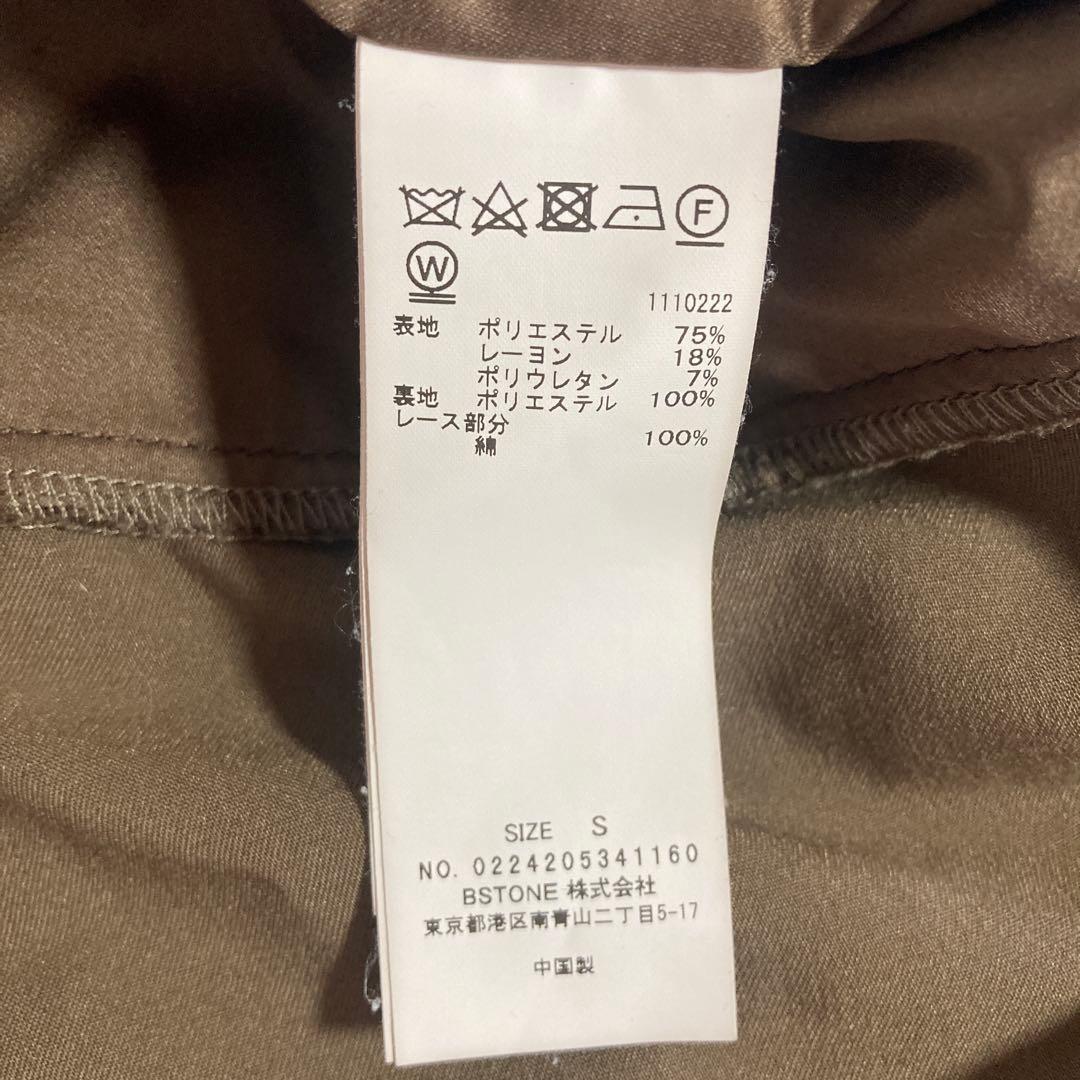 F
W
1110222
表地 ポリエステル 75%
レーヨン 18%
ポリウレタン 7%
裏地 ポリエステル 100%
レース部分
綿 100%
SIZE S
NO. 0224205341160
BSTONE 株式会社
東京都港区南青山二丁目5-17
中国製